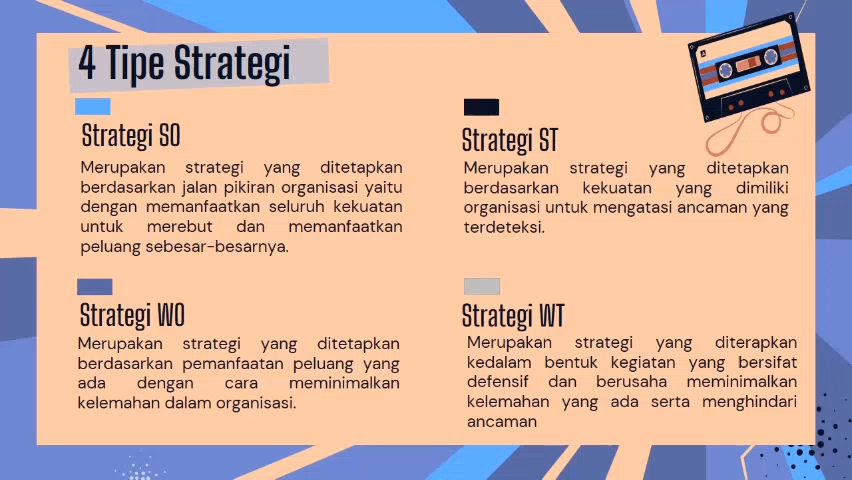 4 Tipe Strategi
Strategi SO
Merupakan strategi yang ditetapkan
berdasarkan jalan pikiran organisasi yaitu
dengan memanfaatkan seluruh kekuatan
untuk merebut dan memanfaatkan
peluang sebesar-besarnya.
Strategi ST
Merupakan strategi yang ditetapkan
berdasarkan kekuatan yang dimiliki
organisasi untuk mengatasi ancaman yang
terdeteksi.
Strategi WO
Merupakan strategi yang ditetapkan
berdasarkan pemanfaatan peluang yang
ada dengan cara meminimalkan
kelemahan dalam organisasi.
Strategi WT
Merupakan strategi yang diterapkan
kedalam bentuk kegiatan yang bersifat
defensif dan berusaha meminimalkan
kelemahan yang ada serta menghindari
ancaman
A